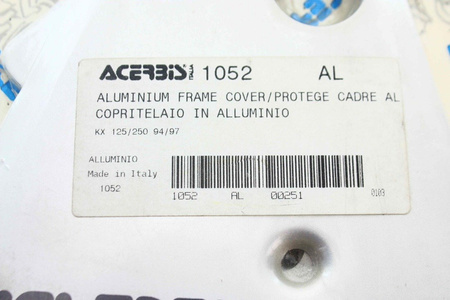 ACERBIS ITALIA 1052 AL
ALUMINIUM FRAME COVER/PROTEGE CADRE AL
COPRITELAIO IN ALLUMINIO
KX 125/250 94/97
ALLUMINIO
Made in Italy
1052
1052 AL 00251